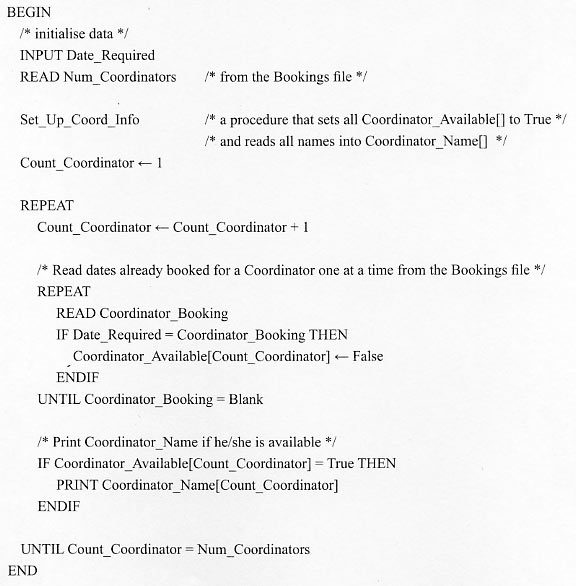 BEGIN
/* initialise data */
INPUT Date_Required
READ Num_Coordinators /* from the Bookings file */
Set_Up_Coord_Info /* a procedure that sets all Coordinator_Available[] to True */
/* and reads all names into Coordinator_Name[] */
Count_Coordinator ← 1
REPEAT
Count_Coordinator ← Count_Coordinator + 1
/* Read dates already booked for a Coordinator one at a time from the Bookings file */
REPEAT
READ Coordinator_Booking
IF Date_Required = Coordinator_Booking THEN
Coordinator_Available[Count_Coordinator] ← False
ENDIF
UNTIL Coordinator_Booking = Blank
/* Print Coordinator_Name if he/she is available */
IF Coordinator_Available[Count_Coordinator] = True THEN
PRINT Coordinator_Name[Count_Coordinator]
ENDIF
UNTIL Count_Coordinator = Num_Coordinators
END